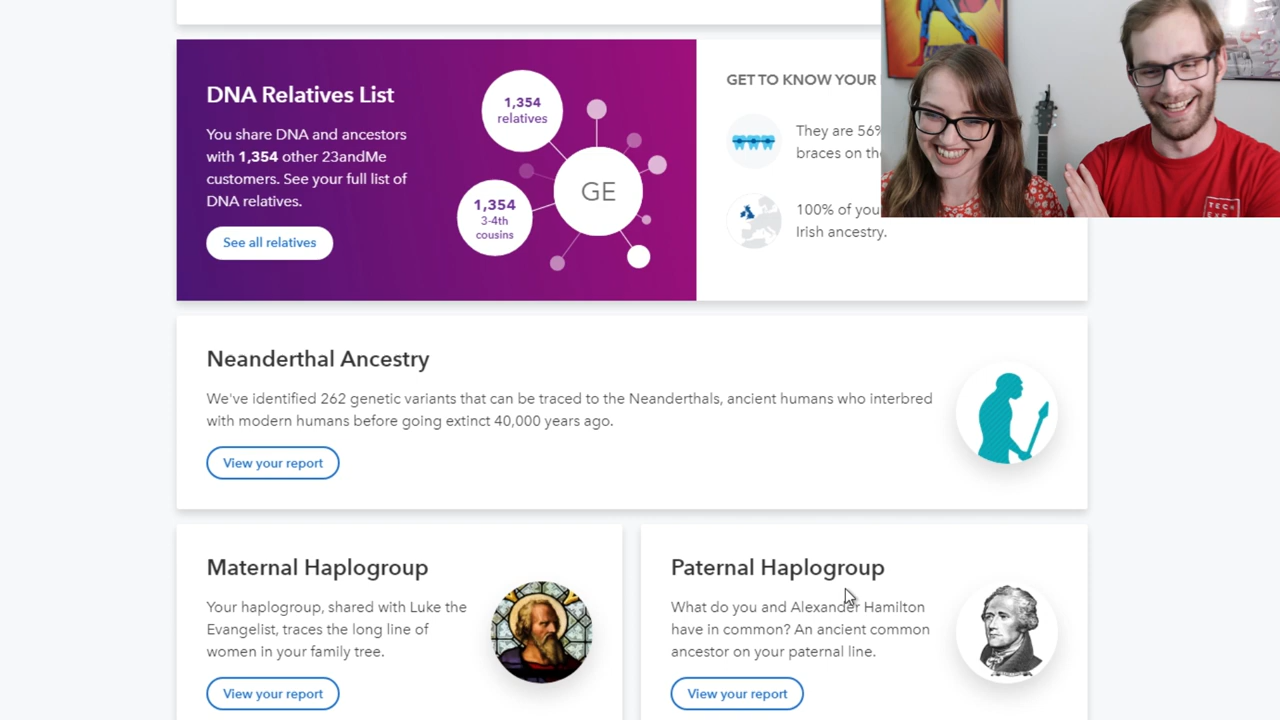 DNA Relatives List
You share DNA and ancestors
with 1,354 other 23andMe
customers. See your full list of
DNA relatives.
See all relatives
1,354
relatives
GE
1,354
3-4th
cousins
GET TO KNOW YOUR
They are 56%
braces on
100% of you
Irish ancestry.
Neanderthal Ancestry
We've identified 262 genetic variants that can be traced to the Neanderthals, ancient humans who interbred
with modern humans before going extinct 40,000 years ago.
View your report
Maternal Haplogroup
Your haplogroup, shared with Luke the
Evangelist, traces the long line of
women in your family tree.
View your report
Paternal Haplogroup
What do you and Alexander Hamilton
have in common? An ancient common
ancestor on your paternal line.
View your report